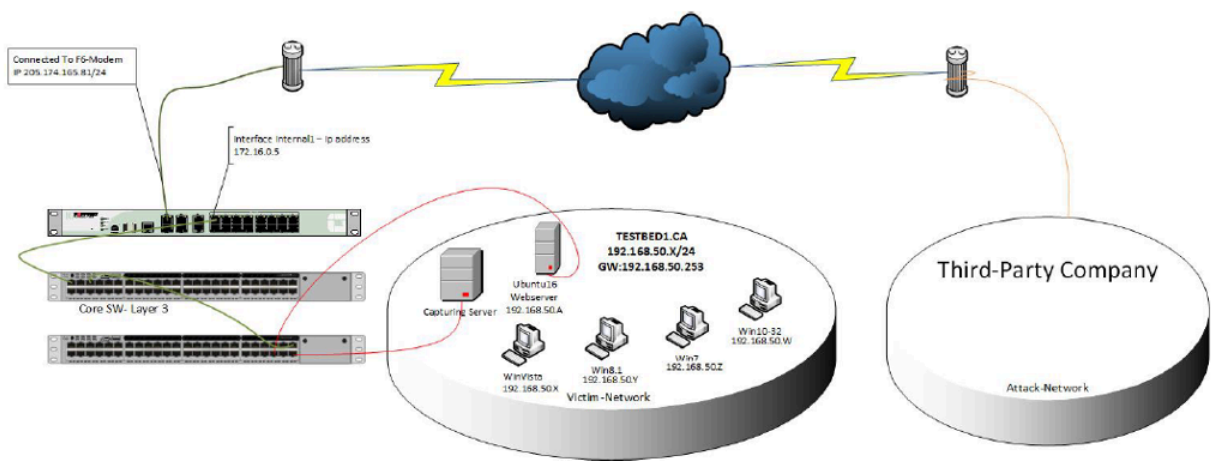 Connected To F6-Modem
IP 205.174.165.81/24
Interface Internal1 – Ip address
172.16.0.5
Core SW- Layer 3
TESTBED1.CA
192.168.50.X/24
GW:192.168.50.253
Ubuntu16
Webserver
192.168.50.A
Capturing Server
Win10-32
192.168.50.W
Win7
192.168.50.Z
Win8.1
192.168.50.Y
WinVista
192.168.50.X
Victim-Network
Third-Party Company
Attack-Network